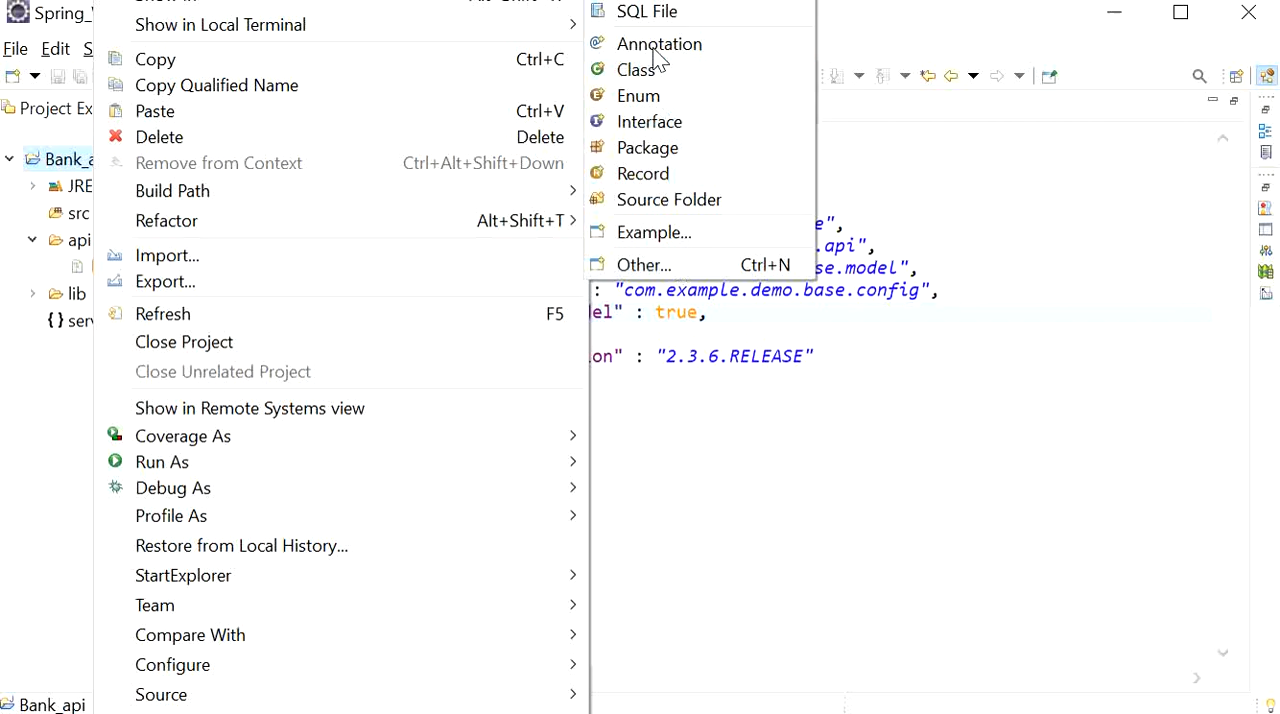 Spring_
File Edit S
Project Ex
Bank_a
JRE
src
api
lib
{} serv
Show in Local Terminal
Copy Ctrl+C
Copy Qualified Name
Paste Ctrl+V
Delete Delete
Remove from Context Ctrl+Alt+Shift+Down
Build Path
Refactor Alt+Shift+T
Import...
Export...
Refresh F5
Close Project
Close Unrelated Project
Show in Remote Systems view
Coverage As
Run As
Debug As
Profile As
Restore from Local History...
StartExplorer
Team
Compare With
Configure
Source
SQL File
Annotation
Class
Enum
Interface
Package
Record
Source Folder
Example...
Other... Ctrl+N
e",
.api",
se.model",
: "com.example.demo.base.config",
del" : true,
ion" : "2.3.6.RELEASE"
Bank_api